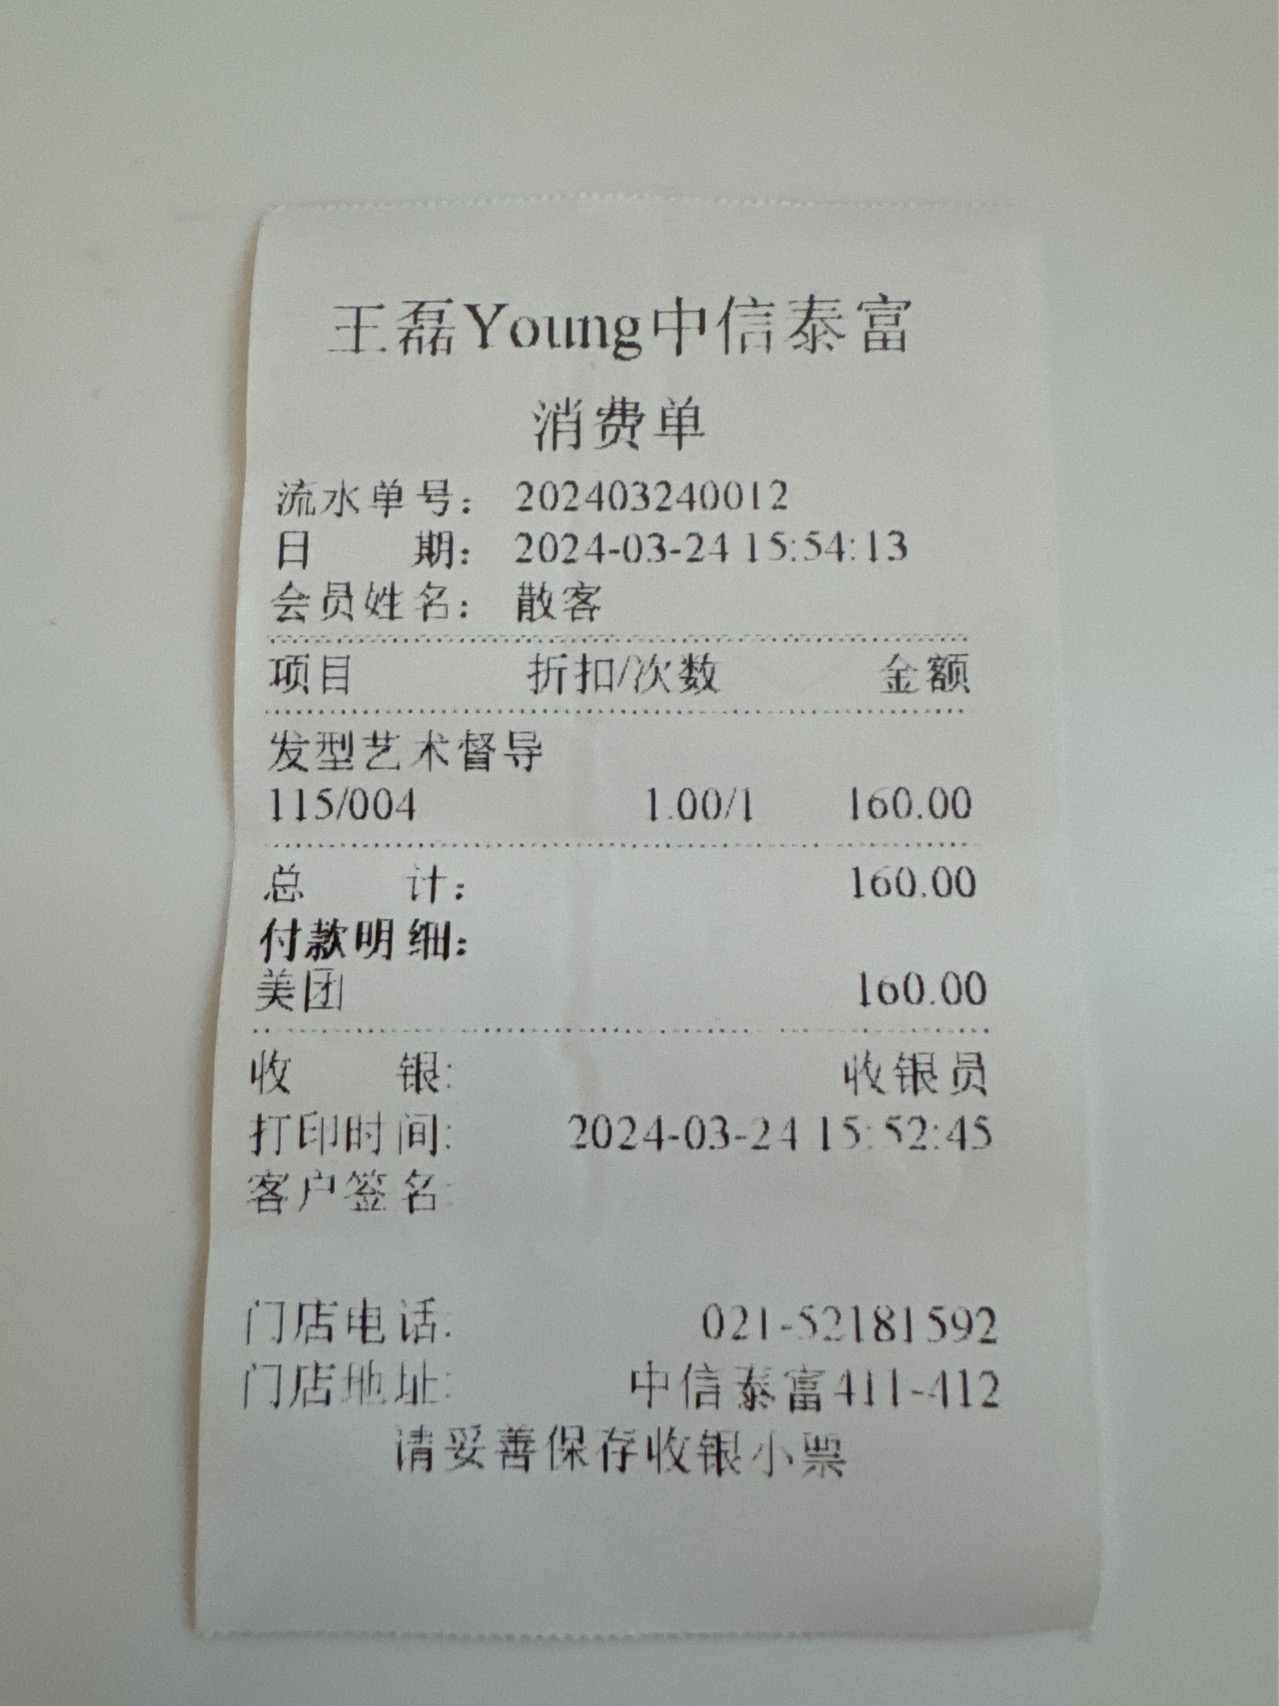 王磊Young中信泰富
消费单
流水单号： 202403240012
日　　期： 2024-03-24 15:54:13
会员姓名： 散客
项目 折扣/次数 金额
发型艺术督导
115/004 1.00/1 160.00
总　　计： 160.00
付款明细：
美团 160.00
收　　银: 收银员
打印时间: 2024-03-24 15:52:45
客户签名:
门店电话: 021-52181592
门店地址: 中信泰富411-412
请妥善保存收银小票